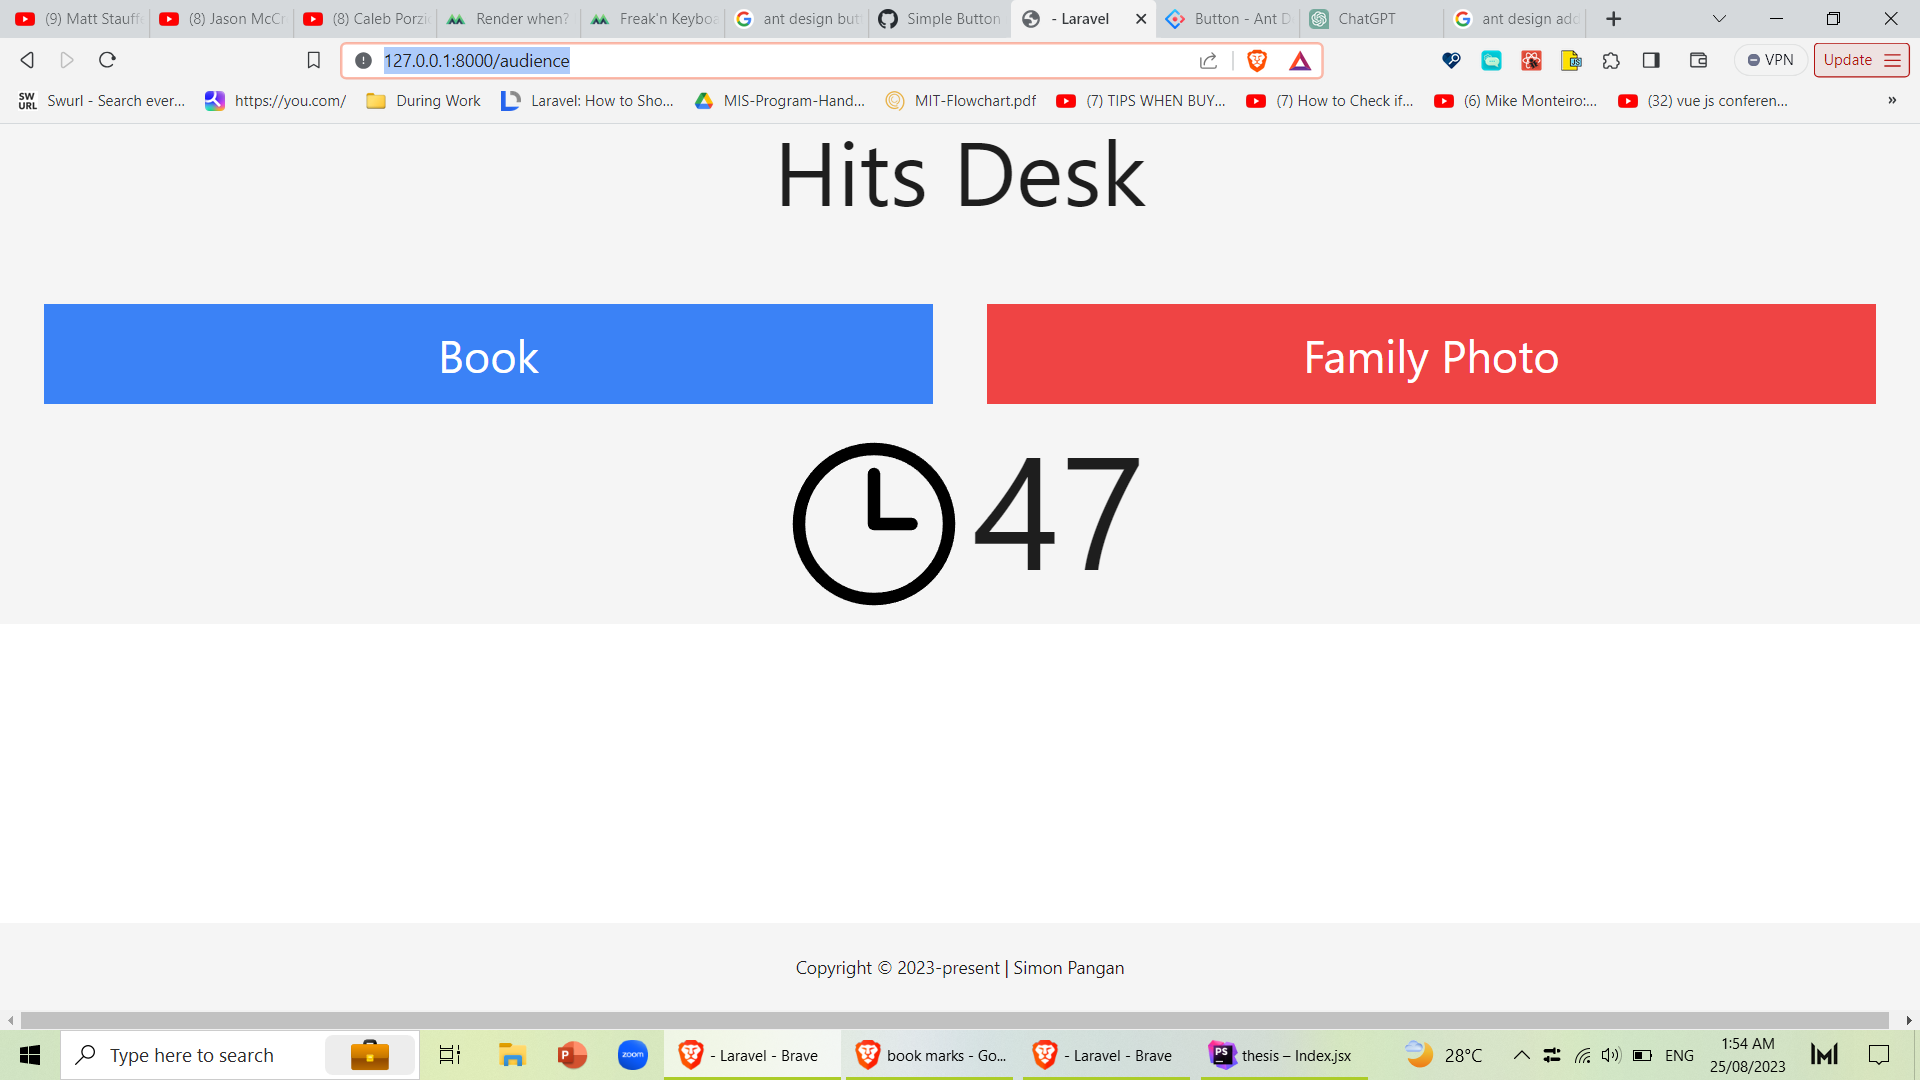 (9) Matt Stauff
(8) Jason McCr
(8) Caleb Porzi
Render when?
Freak'n Keyboa
ant design but
Simple Button
- Laravel
Button - Ant D
ChatGPT
ant design add
127.0.0.1:8000/audience
VPN
Update
SW URL
Swurl - Search ever...
https://you.com/
During Work
Laravel: How to Sho...
MIS-Program-Hand...
MIT-Flowchart.pdf
(7) TIPS WHEN BUY...
(7) How to Check if...
(6) Mike Monteiro:...
(32) vue js conferen...
»
Hits Desk
Book
Family Photo
47
Copyright © 2023-present | Simon Pangan
Type here to search
zoom
- Laravel - Brave
book marks - Go...
- Laravel - Brave
PS
thesis – Index.jsx
28°C
ENG
1:54 AM
25/08/2023